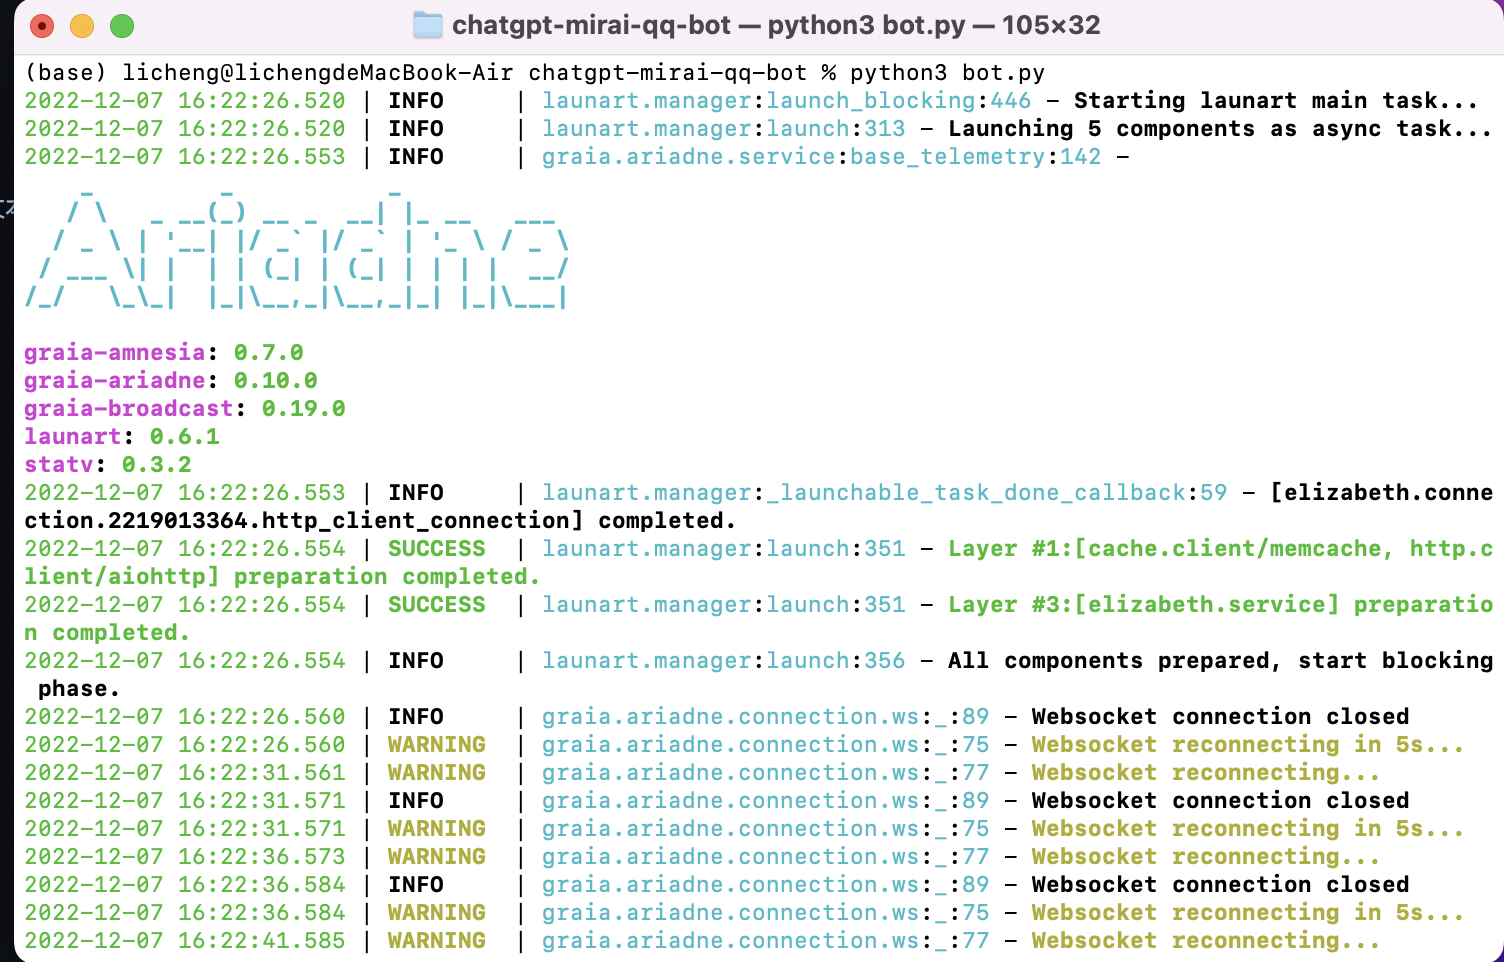 chatgpt-mirai-qq-bot — python3 bot.py — 105×32
(base) licheng@lichengdeMacBook-Air chatgpt-mirai-qq-bot % python3 bot.py
2022-12-07 16:22:26.520 | INFO     | launart.manager:launch_blocking:446 - Starting launart main task...
2022-12-07 16:22:26.520 | INFO     | launart.manager:launch:313 - Launching 5 components as async task...
2022-12-07 16:22:26.553 | INFO     | graia.ariadne.service:base_telemetry:142 -
Ariadne
graia-amnesia: 0.7.0
graia-ariadne: 0.10.0
graia-broadcast: 0.19.0
launart: 0.6.1
statv: 0.3.2
2022-12-07 16:22:26.553 | INFO     | launart.manager:_launchable_task_done_callback:59 - [elizabeth.conne
ction.2219013364.http_client_connection] completed.
2022-12-07 16:22:26.554 | SUCCESS  | launart.manager:launch:351 - Layer #1:[cache.client/memcache, http.c
lient/aiohttp] preparation completed.
2022-12-07 16:22:26.554 | SUCCESS  | launart.manager:launch:351 - Layer #3:[elizabeth.service] preparatio
n completed.
2022-12-07 16:22:26.554 | INFO     | launart.manager:launch:356 - All components prepared, start blocking
 phase.
2022-12-07 16:22:26.560 | INFO     | graia.ariadne.connection.ws:_:89 - Websocket connection closed
2022-12-07 16:22:26.560 | WARNING  | graia.ariadne.connection.ws:_:75 - Websocket reconnecting in 5s...
2022-12-07 16:22:31.561 | WARNING  | graia.ariadne.connection.ws:_:77 - Websocket reconnecting...
2022-12-07 16:22:31.571 | INFO     | graia.ariadne.connection.ws:_:89 - Websocket connection closed
2022-12-07 16:22:31.571 | WARNING  | graia.ariadne.connection.ws:_:75 - Websocket reconnecting in 5s...
2022-12-07 16:22:36.573 | WARNING  | graia.ariadne.connection.ws:_:77 - Websocket reconnecting...
2022-12-07 16:22:36.584 | INFO     | graia.ariadne.connection.ws:_:89 - Websocket connection closed
2022-12-07 16:22:36.584 | WARNING  | graia.ariadne.connection.ws:_:75 - Websocket reconnecting in 5s...
2022-12-07 16:22:41.585 | WARNING  | graia.ariadne.connection.ws:_:77 - Websocket reconnecting...